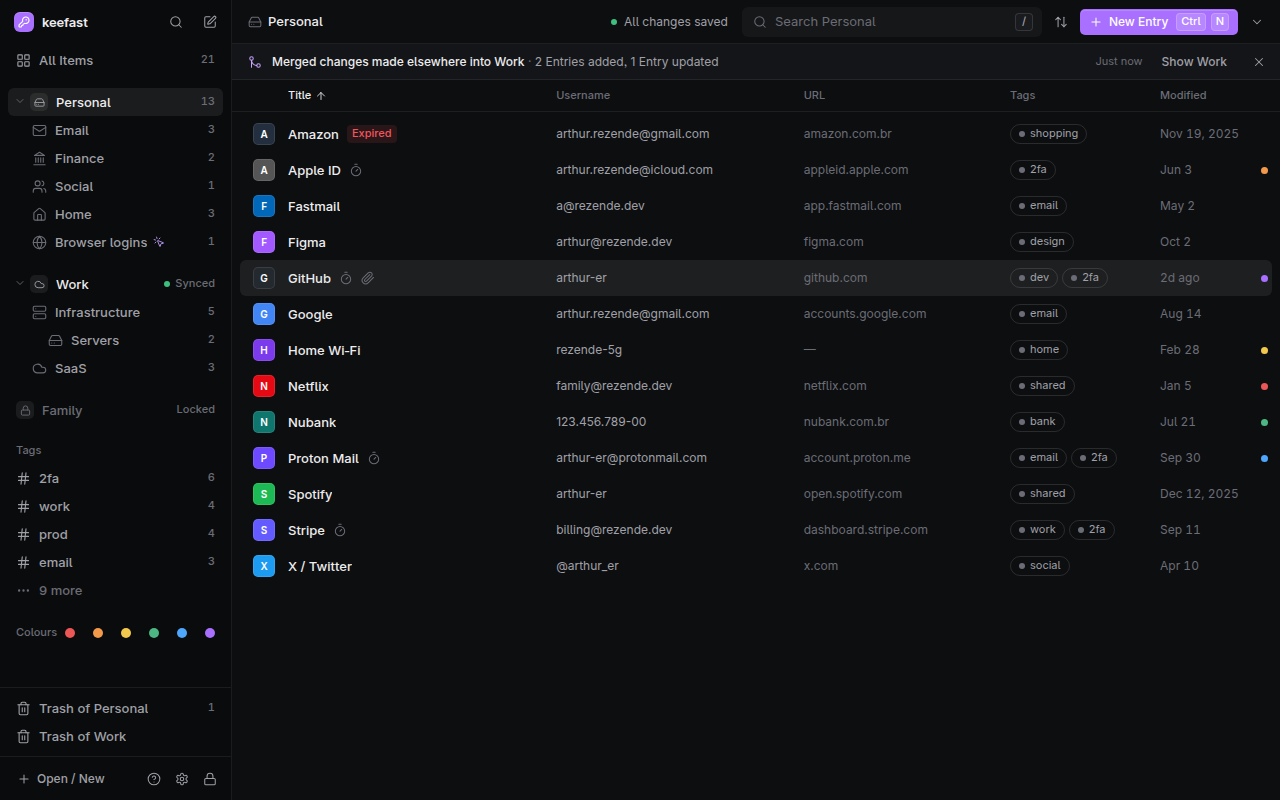 keefast
All Items 21
Personal 13
Email 3
Finance 2
Social 1
Home 3
Browser logins 1
Work Synced
Infrastructure 5
Servers 2
SaaS 3
Family Locked
Tags
# 2fa 6
# work 4
# prod 4
# email 3
9 more
Colours
Trash of Personal 1
Trash of Work
+ Open / New
Personal All changes saved Search Personal / + New Entry Ctrl N
Merged changes made elsewhere into Work · 2 Entries added, 1 Entry updated Just now Show Work
Title Username URL Tags Modified
A Amazon Expired arthur.rezende@gmail.com amazon.com.br shopping Nov 19, 2025
A Apple ID arthur.rezende@icloud.com appleid.apple.com 2fa Jun 3
F Fastmail a@rezende.dev app.fastmail.com email May 2
F Figma arthur@rezende.dev figma.com design Oct 2
G GitHub arthur-er github.com dev 2fa 2d ago
G Google arthur.rezende@gmail.com accounts.google.com email Aug 14
H Home Wi-Fi rezende-5g — home Feb 28
N Netflix family@rezende.dev netflix.com shared Jan 5
N Nubank 123.456.789-00 nubank.com.br bank Jul 21
P Proton Mail arthur-er@protonmail.com account.proton.me email 2fa Sep 30
S Spotify arthur-er open.spotify.com shared Dec 12, 2025
S Stripe billing@rezende.dev dashboard.stripe.com work 2fa Sep 11
X X / Twitter @arthur_er x.com social Apr 10